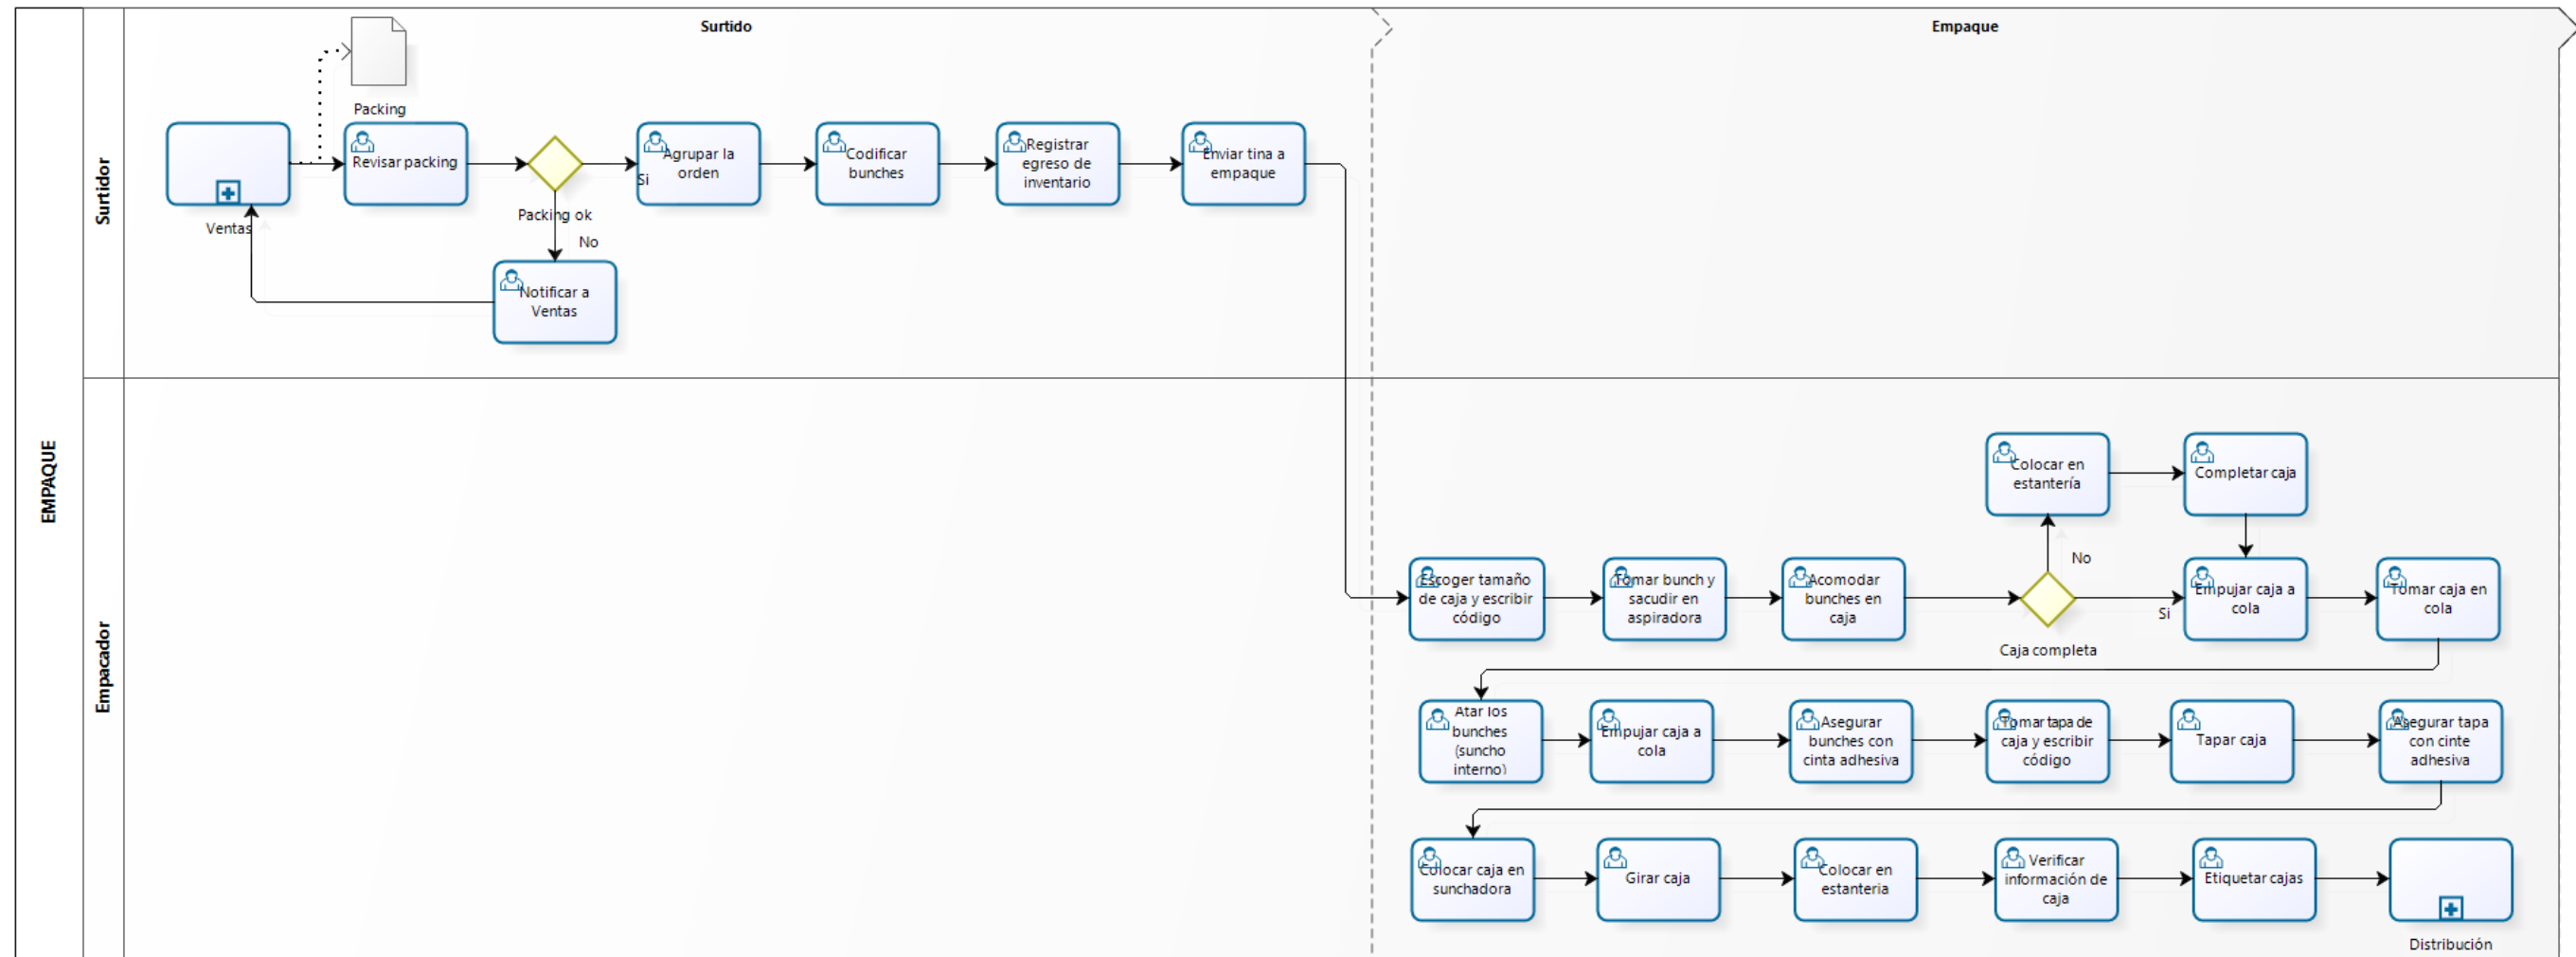 Surtido
Empaque
EMPAQUE
Surtidor
Empacador
Packing
Ventas
Revisar packing
Packing ok
Si
No
Notificar a
Ventas
Agrupar la
orden
Codificar
bunches
Registrar
egreso de
inventario
Enviar tina a
empaque
Escoger tamaño
de caja y escribir
código
Tomar bunch y
sacudir en
aspiradora
Acomodar
bunches en
caja
Caja completa
No
Si
Colocar en
estantería
Completar caja
Empujar caja a
cola
Tomar caja en
cola
Atar los
bunches
(suncho
interno)
Empujar caja a
cola
Asegurar
bunches con
cinta adhesiva
Tomar tapa de
caja y escribir
código
Tapar caja
Asegurar tapa
con cinte
adhesiva
Colocar caja en
sunchadora
Girar caja
Colocar en
estanteria
Verificar
información de
caja
Etiquetar cajas
Distribución